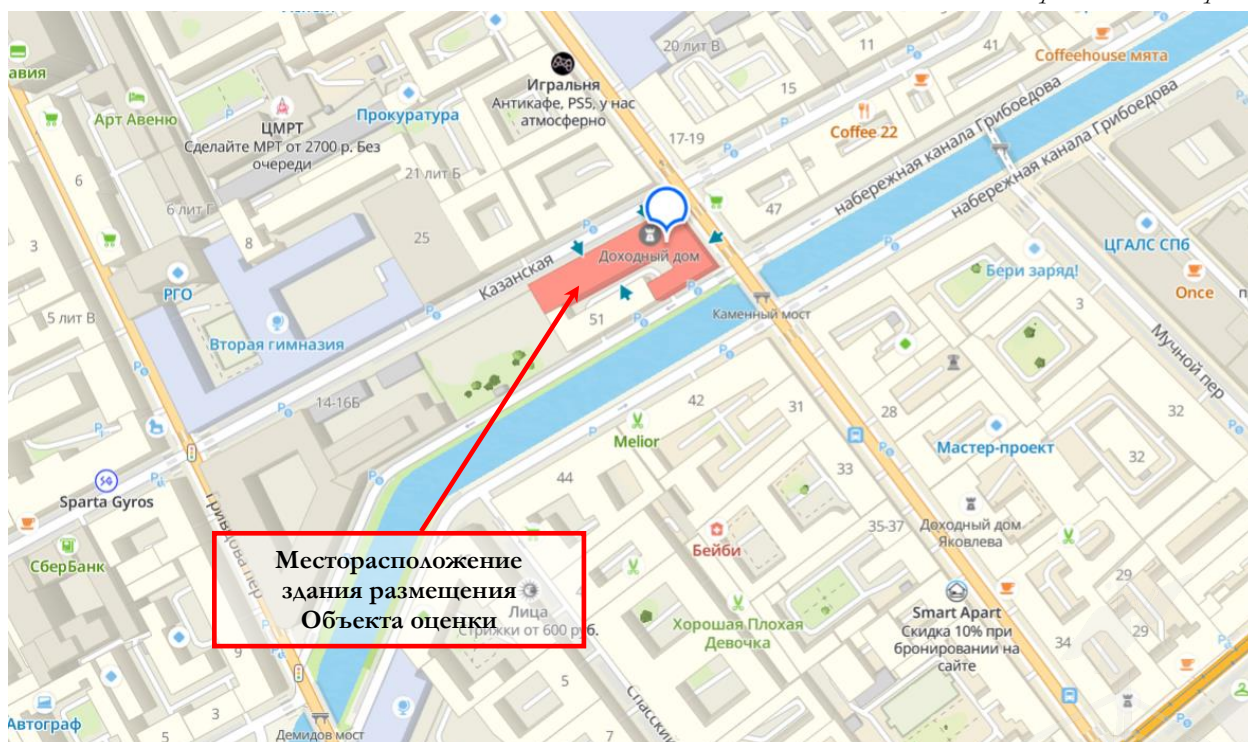 20 лит В
11
41
Coffeehouse мята
авия
Игральня
Антикафе, PS5, у нас
атмосферно
15
Арт Авеню
ЦМРТ
Сделайте МРТ от 2700 р. Без
очереди
Прокуратура
Coffee 22
17-19
набережная канала Грибоедова
набережная канала Грибоедова
21 лит Б
6
6 лит Г
47
3
8
25
ЦГАЛС СПб
Доходный дом
Казанская
Бери заряд!
РГО
Once
3
5 лит В
51
Каменный мост
Мучной пер
Вторая гимназия
14-16Б
42
31
28
32
Melior
Мастер-проект
32
44
33
Sparta Gyros
35-37
Доходный дом
Яковлева
Гривцова пер
Бейби
СберБанк
Месторасположение
здания размещения
Объекта оценки
29
Лица
Стрижки от 600 руб.
Хорошая Плохая
Девочка
Smart Apart
Скидка 10% при
бронировании на
сайте
34
29
9
5
Спасский
3
Автограф
5
Демидов мост
7